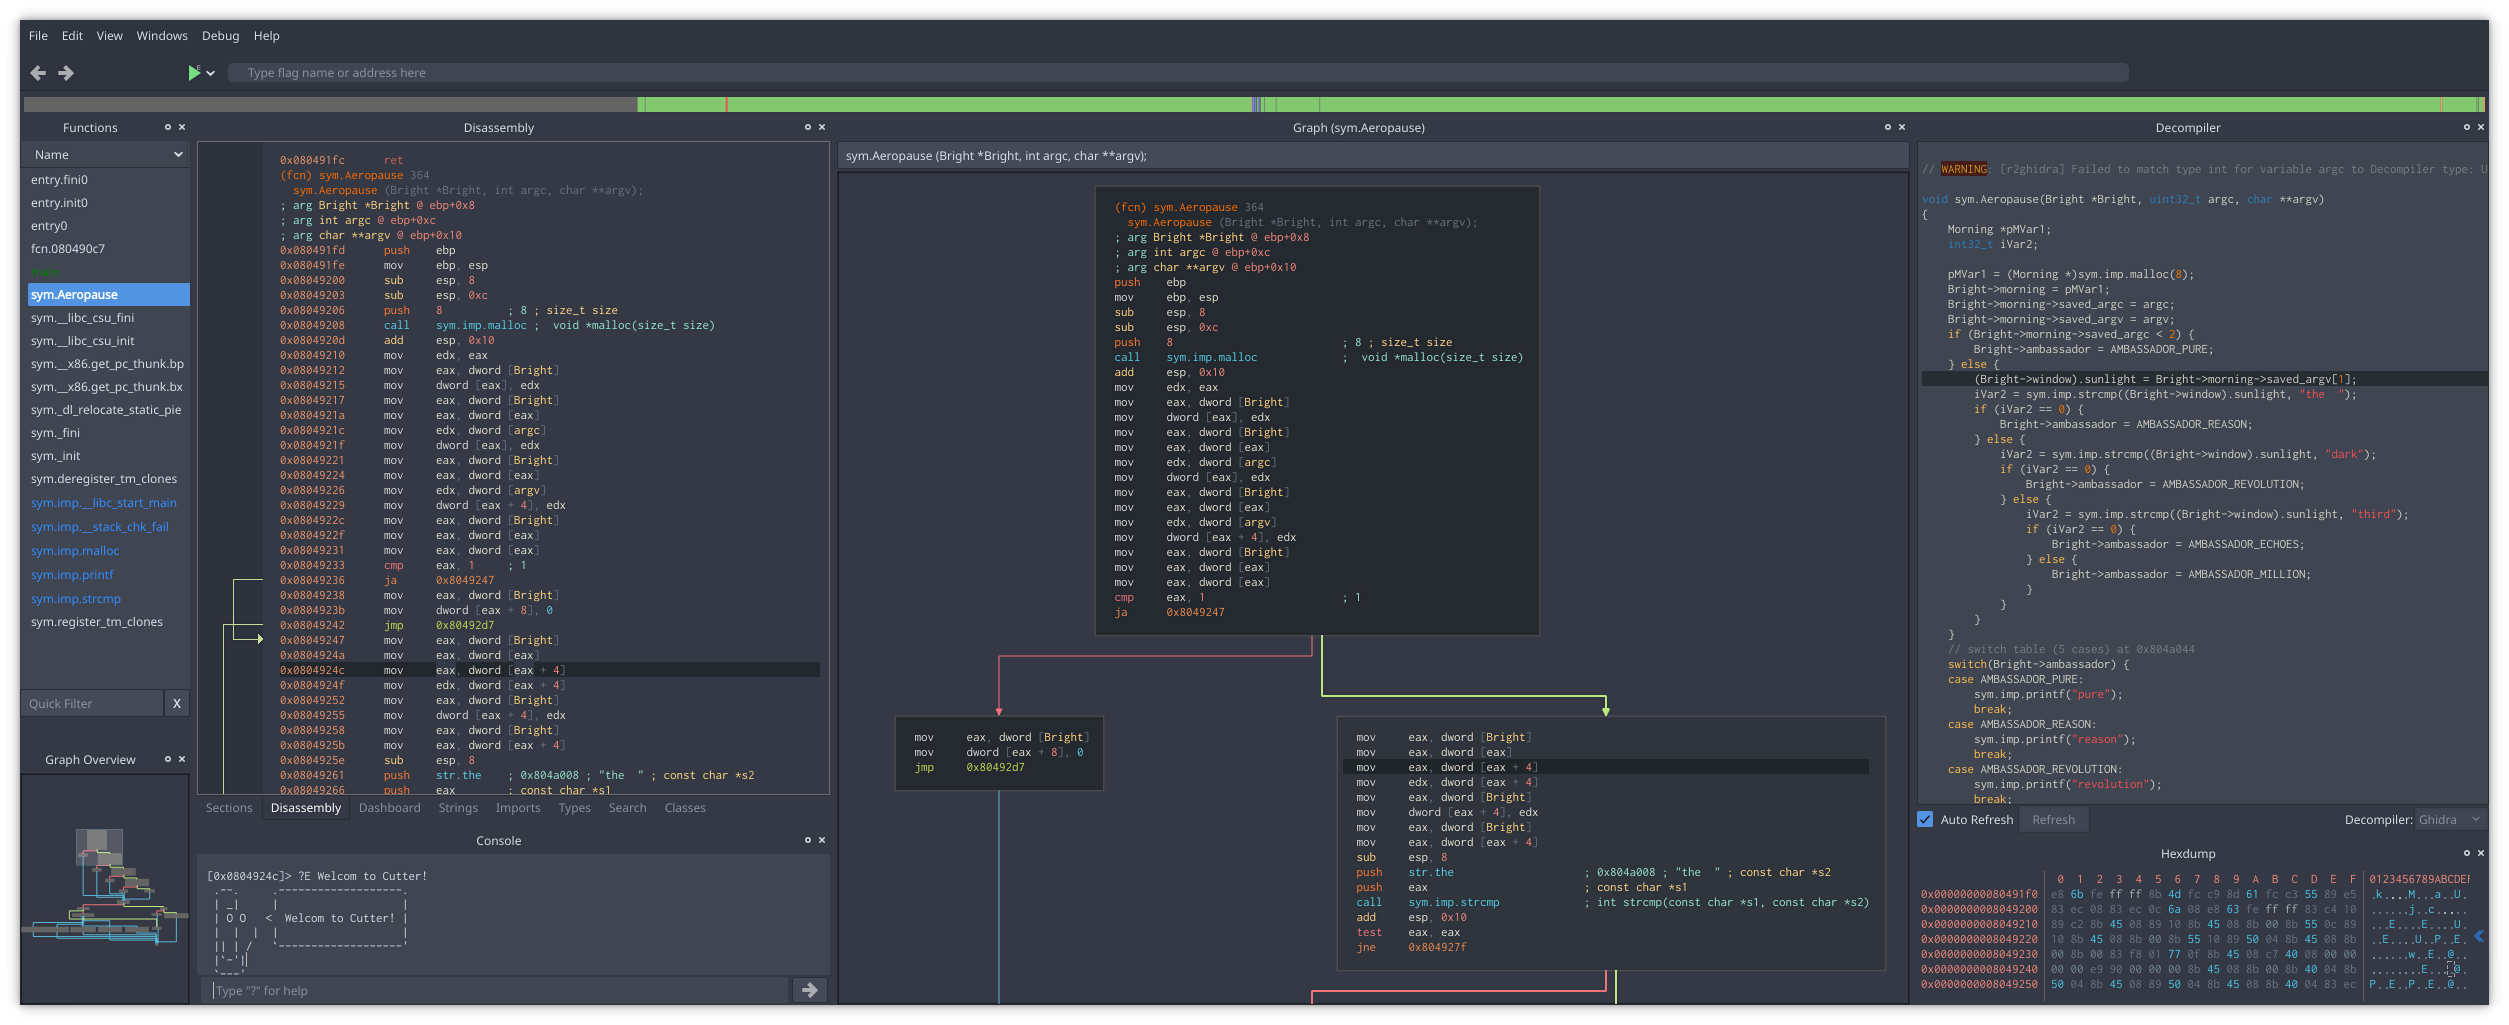 File Edit View Windows Debug Help
Type flag name or address here
Functions
Name
entry.fini0
entry.init0
entry0
fcn.080490c7
main
sym.Aeropause
sym.__libc_csu_fini
sym.__libc_csu_init
sym.__x86.get_pc_thunk.bp
sym.__x86.get_pc_thunk.bx
sym._dl_relocate_static_pie
sym._fini
sym._init
sym.deregister_tm_clones
sym.imp.__libc_start_main
sym.imp.__stack_chk_fail
sym.imp.malloc
sym.imp.printf
sym.imp.strcmp
sym.register_tm_clones
Quick Filter X
Graph Overview
Disassembly
0x080491fc ret
(fcn) sym.Aeropause 364
sym.Aeropause (Bright *Bright, int argc, char **argv);
; arg Bright *Bright @ ebp+0x8
; arg int argc @ ebp+0xc
; arg char **argv @ ebp+0x10
0x080491fd push ebp
0x080491fe mov ebp, esp
0x08049200 sub esp, 8
0x08049203 sub esp, 0xc
0x08049206 push 8 ; 8 ; size_t size
0x08049208 call sym.imp.malloc ; void *malloc(size_t size)
0x0804920d add esp, 0x10
0x08049210 mov edx, eax
0x08049212 mov eax, dword [Bright]
0x08049215 mov dword [eax], edx
0x08049217 mov eax, dword [Bright]
0x0804921a mov eax, dword [eax]
0x0804921c mov edx, dword [argc]
0x0804921f mov dword [eax], edx
0x08049221 mov eax, dword [Bright]
0x08049224 mov eax, dword [eax]
0x08049226 mov edx, dword [argv]
0x08049229 mov dword [eax + 4], edx
0x0804922c mov eax, dword [Bright]
0x0804922f mov eax, dword [eax]
0x08049231 mov eax, dword [eax]
0x08049233 cmp eax, 1 ; 1
0x08049236 ja 0x8049247
0x08049238 mov eax, dword [Bright]
0x0804923b mov dword [eax + 8], 0
0x08049242 jmp 0x80492d7
0x08049247 mov eax, dword [Bright]
0x0804924a mov eax, dword [eax]
0x0804924c mov eax, dword [eax + 4]
0x0804924f mov edx, dword [eax + 4]
0x08049252 mov eax, dword [Bright]
0x08049255 mov dword [eax + 4], edx
0x08049258 mov eax, dword [Bright]
0x0804925b mov eax, dword [eax + 4]
0x0804925e sub esp, 8
0x08049261 push str.the ; 0x804a008 ; "the  " ; const char *s2
0x08049266 push eax ; const char *s1
Sections Disassembly Dashboard Strings Imports Types Search Classes
Console
[0x0804924c]> ?E Welcom to Cutter!
< Welcom to Cutter!
Type "?" for help
Graph (sym.Aeropause)
sym.Aeropause (Bright *Bright, int argc, char **argv);
(fcn) sym.Aeropause 364
sym.Aeropause (Bright *Bright, int argc, char **argv);
; arg Bright *Bright @ ebp+0x8
; arg int argc @ ebp+0xc
; arg char **argv @ ebp+0x10
push ebp
mov ebp, esp
sub esp, 8
sub esp, 0xc
push 8 ; 8 ; size_t size
call sym.imp.malloc ; void *malloc(size_t size)
add esp, 0x10
mov edx, eax
mov eax, dword [Bright]
mov dword [eax], edx
mov eax, dword [Bright]
mov eax, dword [eax]
mov edx, dword [argc]
mov dword [eax], edx
mov eax, dword [Bright]
mov eax, dword [eax]
mov edx, dword [argv]
mov dword [eax + 4], edx
mov eax, dword [Bright]
mov eax, dword [eax]
mov eax, dword [eax]
cmp eax, 1 ; 1
ja 0x8049247
mov eax, dword [Bright]
mov dword [eax + 8], 0
jmp 0x80492d7
mov eax, dword [Bright]
mov eax, dword [eax]
mov eax, dword [eax + 4]
mov edx, dword [eax + 4]
mov eax, dword [Bright]
mov dword [eax + 4], edx
mov eax, dword [Bright]
mov eax, dword [eax + 4]
sub esp, 8
push str.the ; 0x804a008 ; "the  " ; const char *s2
push eax ; const char *s1
call sym.imp.strcmp ; int strcmp(const char *s1, const char *s2)
add esp, 0x10
test eax, eax
jne 0x804927f
Decompiler
// WARNING: [r2ghidra] Failed to match type int for variable argc to Decompiler type: U
void sym.Aeropause(Bright *Bright, uint32_t argc, char **argv)
{
Morning *pMVar1;
int32_t iVar2;
pMVar1 = (Morning *)sym.imp.malloc(8);
Bright->morning = pMVar1;
Bright->morning->saved_argc = argc;
Bright->morning->saved_argv = argv;
if (Bright->morning->saved_argc < 2) {
Bright->ambassador = AMBASSADOR_PURE;
} else {
(Bright->window).sunlight = Bright->morning->saved_argv[1];
iVar2 = sym.imp.strcmp((Bright->window).sunlight, "the  ");
if (iVar2 == 0) {
Bright->ambassador = AMBASSADOR_REASON;
} else {
iVar2 = sym.imp.strcmp((Bright->window).sunlight, "dark");
if (iVar2 == 0) {
Bright->ambassador = AMBASSADOR_REVOLUTION;
} else {
iVar2 = sym.imp.strcmp((Bright->window).sunlight, "third");
if (iVar2 == 0) {
Bright->ambassador = AMBASSADOR_ECHOES;
} else {
Bright->ambassador = AMBASSADOR_MILLION;
}
}
}
}
// switch table (5 cases) at 0x804a044
switch(Bright->ambassador) {
case AMBASSADOR_PURE:
sym.imp.printf("pure");
break;
case AMBASSADOR_REASON:
sym.imp.printf("reason");
break;
case AMBASSADOR_REVOLUTION:
sym.imp.printf("revolution");
break;
Auto Refresh Refresh Decompiler: Ghidra
Hexdump
0 1 2 3 4 5 6 7 8 9 A B C D E F 0123456789ABCDEF
0x00000000080491f0 e8 6b fe ff ff 8b 4d fc c9 8d 61 fc c3 55 89 e5 .k....M...a..U.
0x0000000008049200 83 ec 08 83 ec 0c 6a 08 e8 63 fe ff ff 83 c4 10 ......j..c.....
0x0000000008049210 89 c2 8b 45 08 89 10 8b 45 08 8b 00 8b 55 0c 89 ...E....E....U.
0x0000000008049220 10 8b 45 08 8b 00 8b 55 10 89 50 04 8b 45 08 8b ..E....U..P..E.
0x0000000008049230 00 8b 00 83 f8 01 77 0f 8b 45 08 c7 40 08 00 00 ......w..E..@..
0x0000000008049240 00 00 e9 90 00 00 00 8b 45 08 8b 00 8b 40 04 8b ........E....@.
0x0000000008049250 50 04 8b 45 08 89 50 04 8b 45 08 8b 40 04 83 ec P..E..P..E..@..